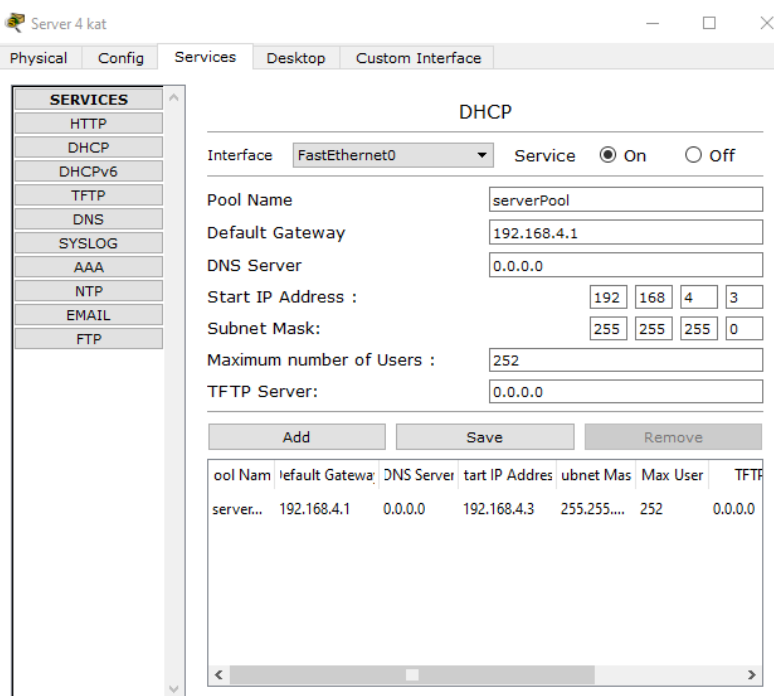 Server 4 kat
Physical Config Services Desktop Custom Interface
SERVICES
HTTP
DHCP
DHCPv6
TFTP
DNS
SYSLOG
AAA
NTP
EMAIL
FTP
DHCP
Interface FastEthernet0 Service On Off
Pool Name serverPool
Default Gateway 192.168.4.1
DNS Server 0.0.0.0
Start IP Address : 192 168 4 3
Subnet Mask: 255 255 255 0
Maximum number of Users : 252
TFTP Server: 0.0.0.0
Add Save Remove
ool Nam efault Gateway DNS Server tart IP Addres ubnet Mas Max User TFTP
server... 192.168.4.1 0.0.0.0 192.168.4.3 255.255.... 252 0.0.0.0